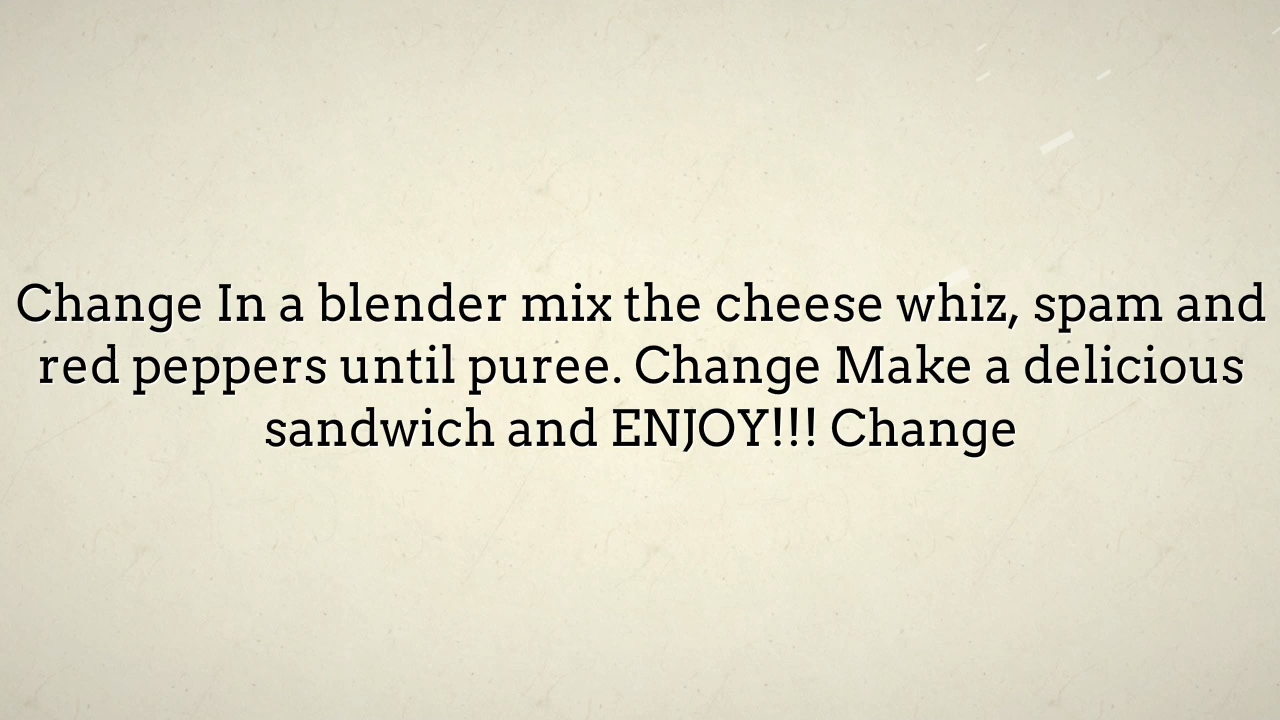 Change In a blender mix the cheese whiz, spam and
red peppers until puree. Change Make a delicious
sandwich and ENJOY!!! Change